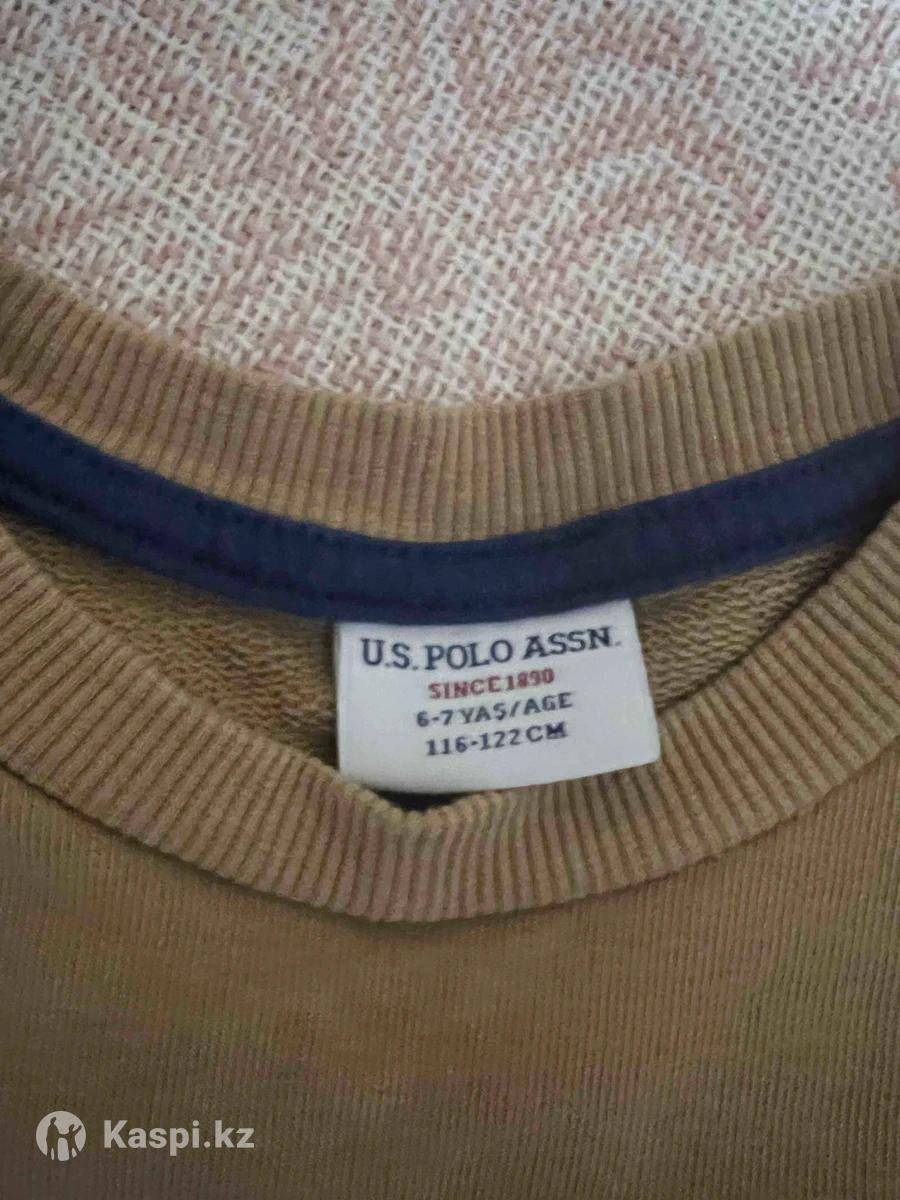 U.S. POLO ASSN.
SINCE 1890
6-7 YAŞ/AGE
116-122 CM
Kaspi.kz